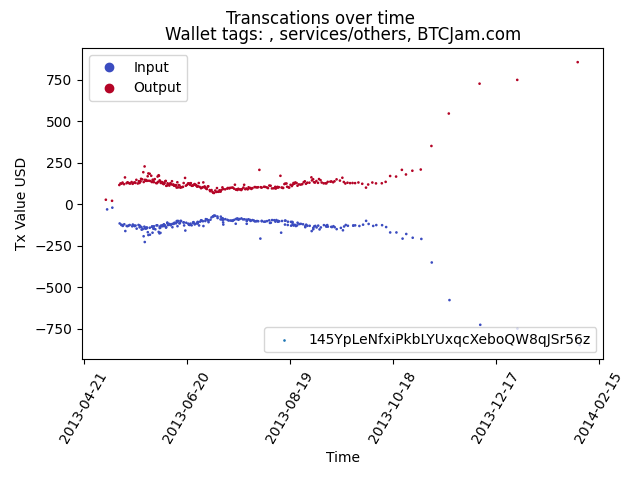 Transcations over time
Wallet tags: , services/others, BTCJam.com
Input
Output
750
500
250
0
−250
−500
−750
Tx Value USD
145YpLeNfxiPkbLYUxqcXeboQW8qJSr56z
2013-04-21
2013-06-20
2013-08-19
2013-10-18
2013-12-17
2014-02-15
Time